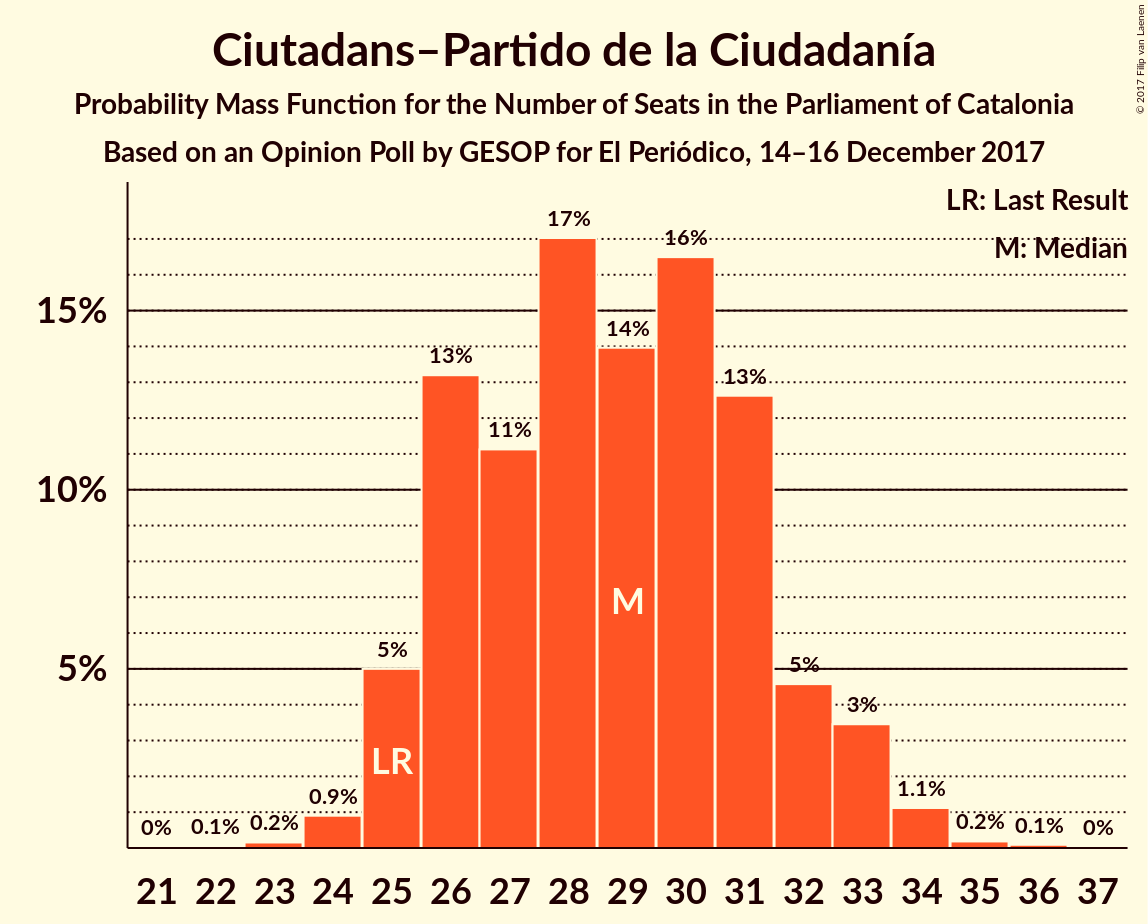 Ciutadans–Partido de la Ciudadanía
Probability Mass Function for the Number of Seats in the Parliament of Catalonia
Based on an Opinion Poll by GESOP for El Periódico, 14–16 December 2017
© 2017 Filip van Laenen
LR: Last Result
M: Median
15%
10%
5%
0% 0.1% 0.2% 0.9% 5% 13% 11% 17% 14% 16% 13% 5% 3% 1.1% 0.2% 0.1% 0%
LR
M
21 22 23 24 25 26 27 28 29 30 31 32 33 34 35 36 37